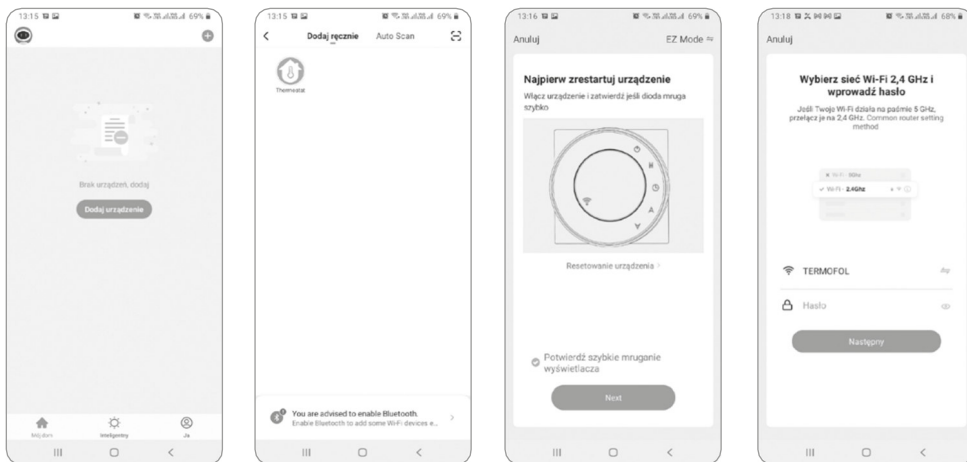 13:15 69%
Brak urządzeń, dodaj
Dodaj urządzenie
Mój dom Inteligentny Ja
13:15 69%
Dodaj ręcznie Auto Scan
Thermostat
You are advised to enable Bluetooth.
Enable Bluetooth to add some Wi-Fi devices e...
13:16 69%
Anuluj EZ Mode
Najpierw zrestartuj urządzenie
Włącz urządzenie i zatwierdź jeśli dioda mruga
szybko
Resetowanie urządzenia
Potwierdź szybkie mruganie
wyświetlacza
Next
13:18 68%
Anuluj
Wybierz sieć Wi-Fi 2,4 GHz i
wprowadź hasło
Jeśli Twoje Wi-Fi działa na paśmie 5 GHz,
przełącz je na 2,4 GHz. Common router setting
method
Wi-Fi - 5Ghz
Wi-Fi - 2.4Ghz
TERMOFOL
Hasło
Następny